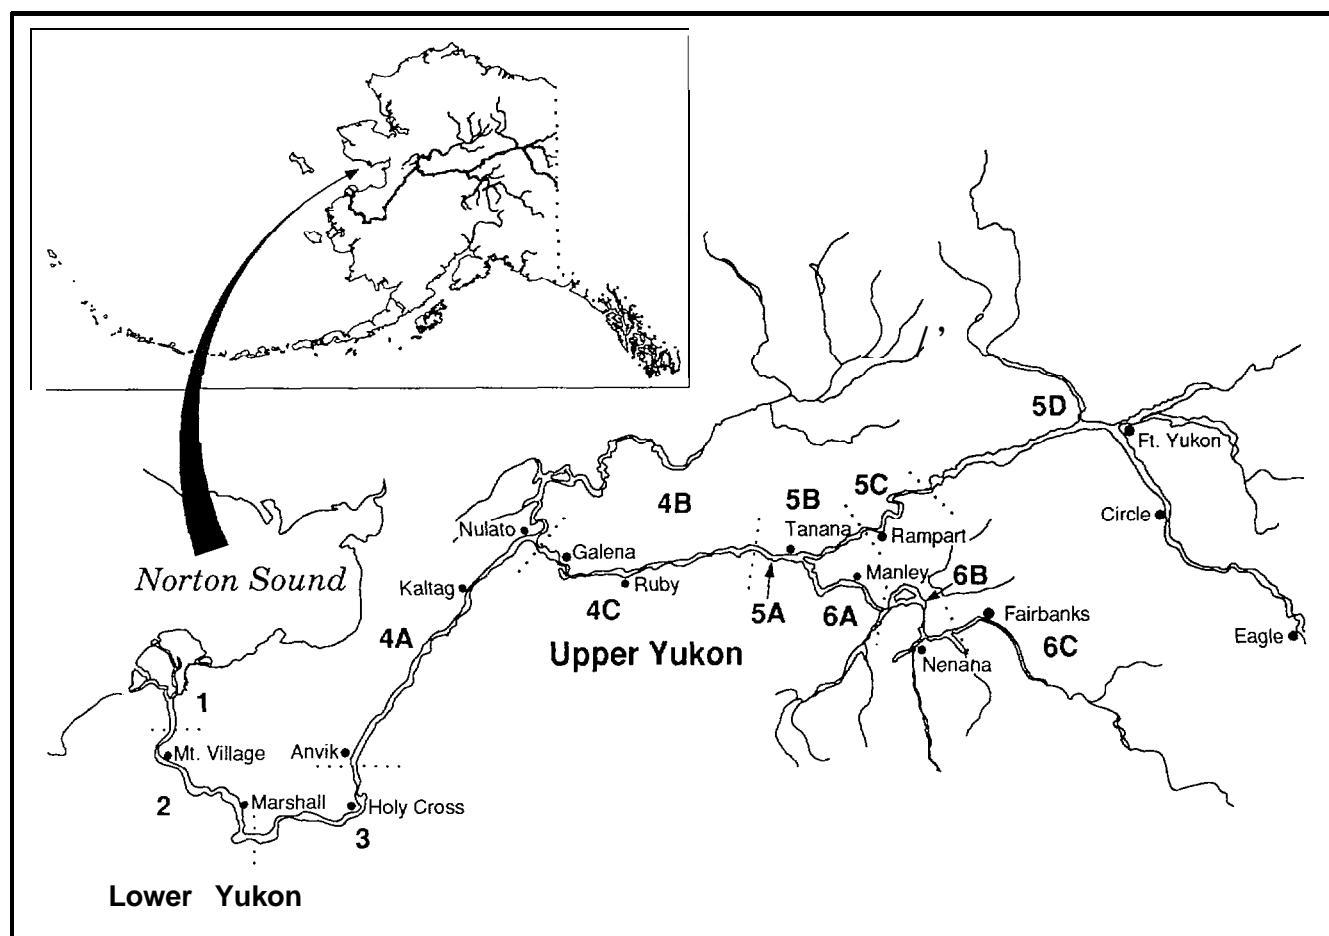 5D
Ft. Yukon
5C
4B
5B
Circle
Nulato
Tanana
Rampart
Galena
Norton Sound
Kaltag
Ruby
Manley
6B
4C
5A
6A
Fairbanks
4A
Eagle
6C
Upper Yukon
Nenana
1
Mt. Village
Anvik
2
Marshall
Holy Cross
3
Lower Yukon